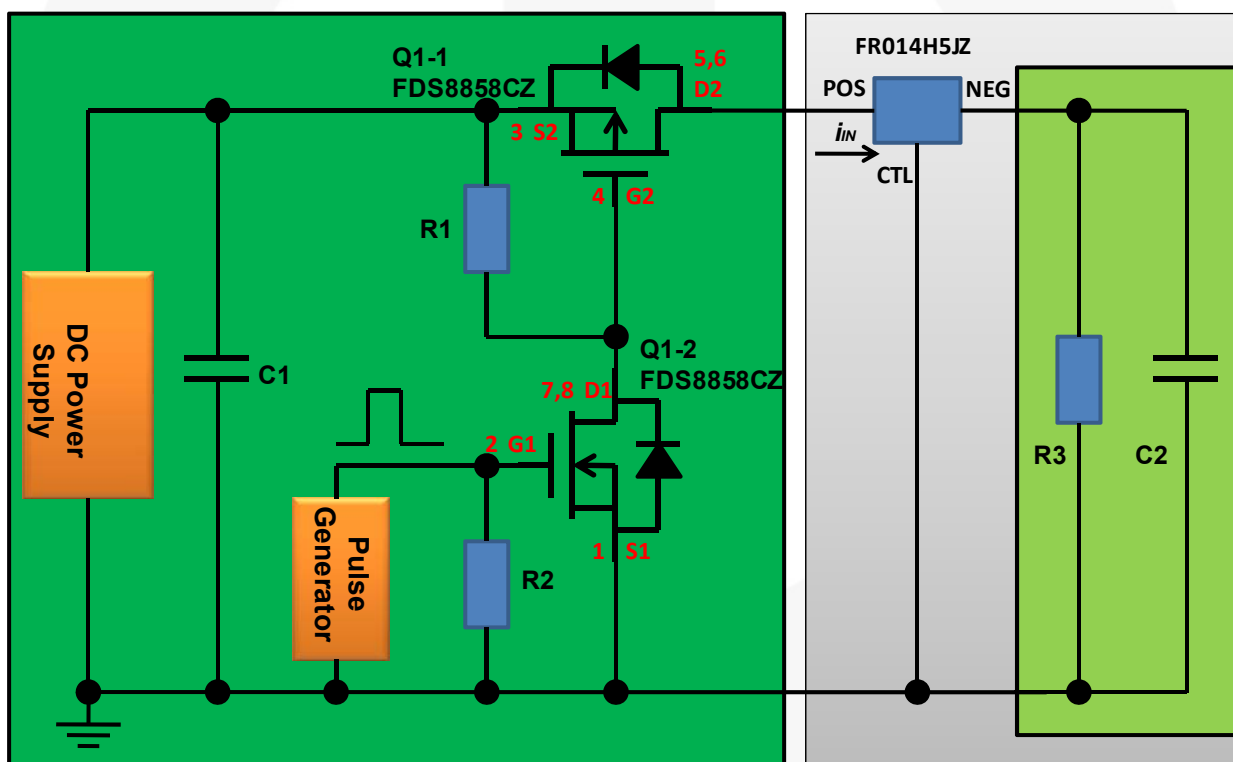 FR014H5JZ
Q1-1
FDS8858CZ
5,6
D2
POS
NEG
3 S2
iIN
CTL
4 G2
R1
DC Power
Supply
C1
Q1-2
FDS8858CZ
7,8 D1
2 G1
R3
C2
Pulse
Generator
R2
1 S1